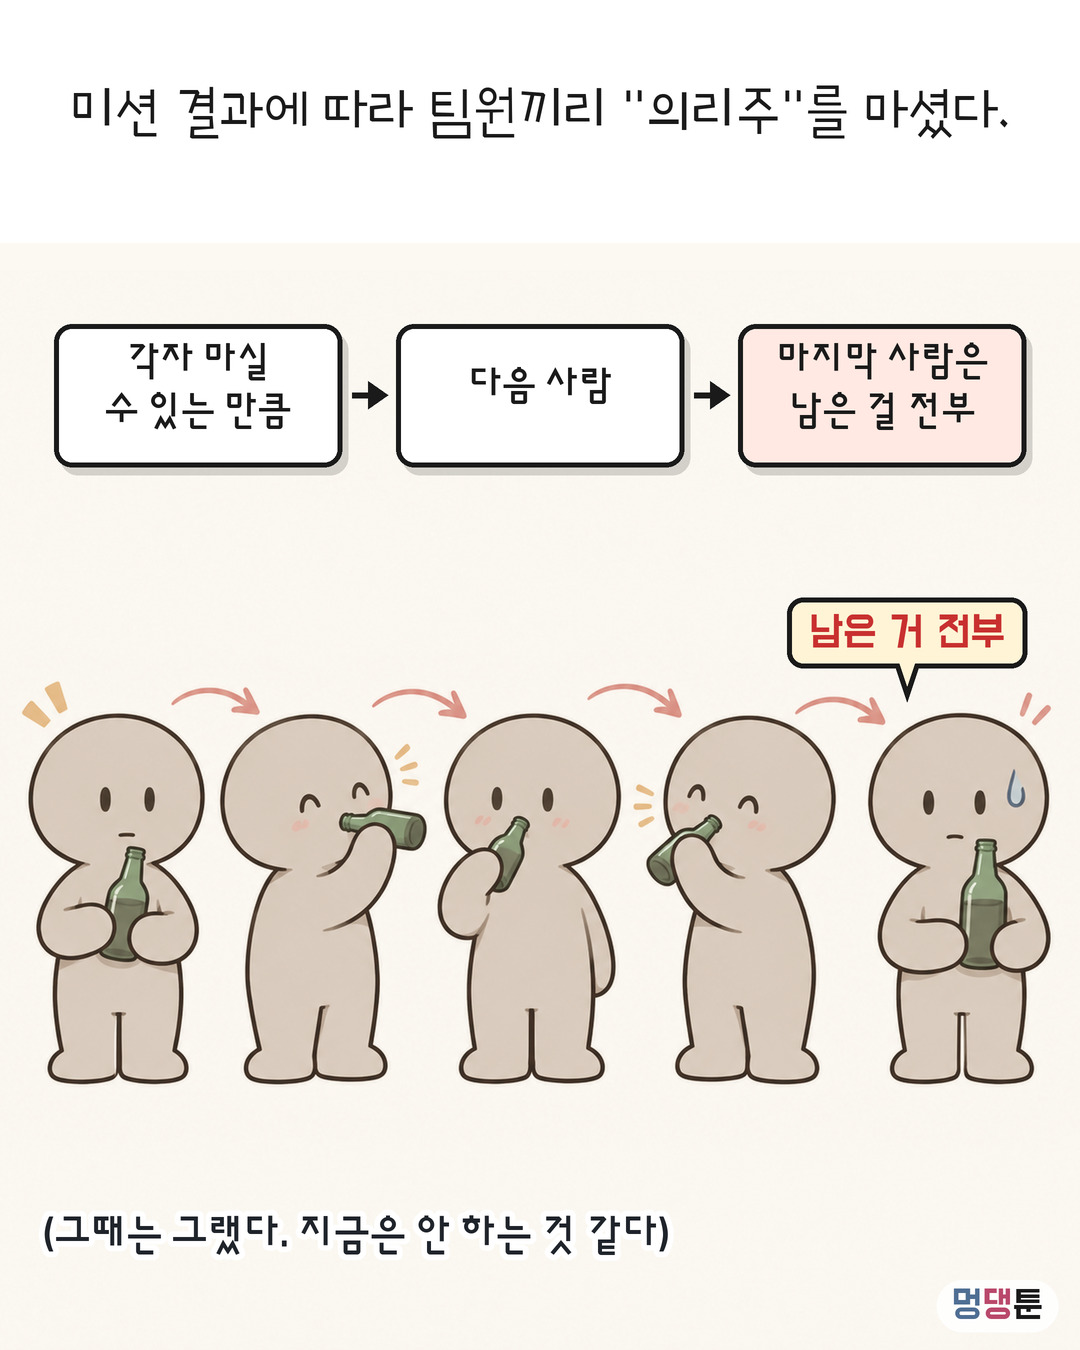 미션 결과에 따라 팀원끼리 "의리주"를 마셨다.
각자 마실
수 있는 만큼
다음 사람
마지막 사람은
남은 걸 전부
남은 거 전부
(그때는 그랬다. 지금은 안 하는 것 같다)
멍댕툰